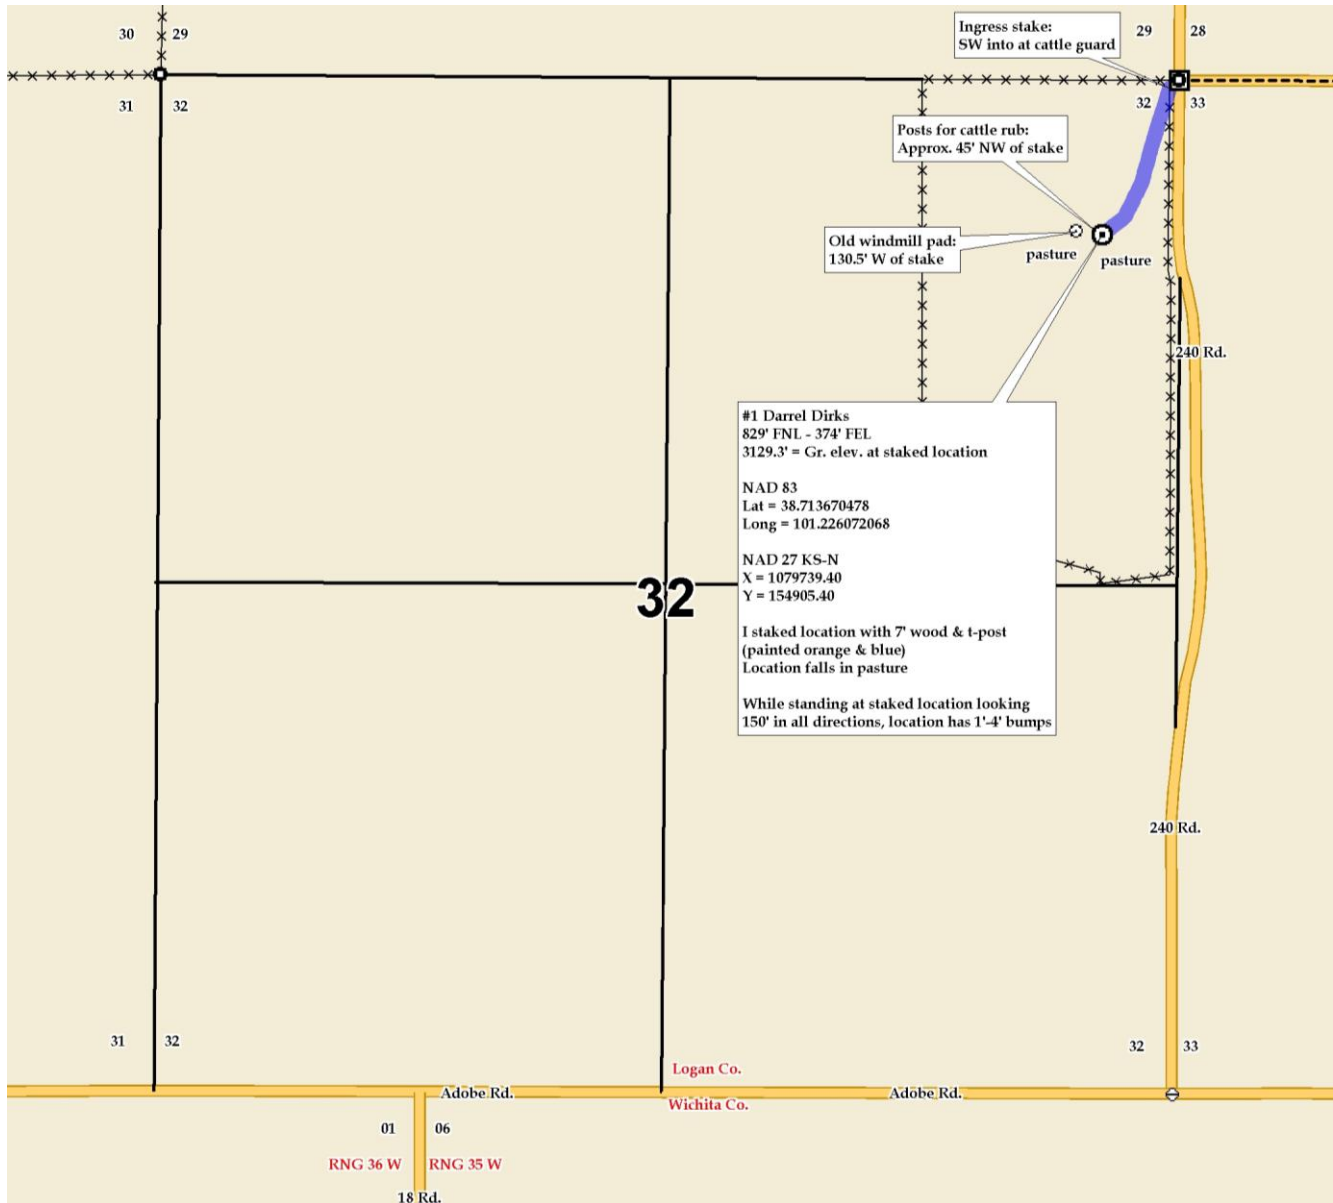 30
29
31
32
Ingress stake:
SW into at cattle guard
29
28
32
33
Posts for cattle rub:
Approx. 45' NW of stake
Old windmill pad:
130.5' W of stake
pasture
pasture
240 Rd.
#1 Darrel Dirks
829' FNL - 374' FEL
3129.3' = Gr. elev. at staked location
NAD 83
Lat = 38.713670478
Long = 101.226072068
NAD 27 KS-N
X = 1079739.40
Y = 154905.40
I staked location with 7' wood & t-post
(painted orange & blue)
Location falls in pasture
While standing at staked location looking
150' in all directions, location has 1'-4' bumps
32
240 Rd.
31
32
32
33
Logan Co.
Adobe Rd.
Adobe Rd.
Wichita Co.
01
06
RNG 36 W
RNG 35 W
18 Rd.